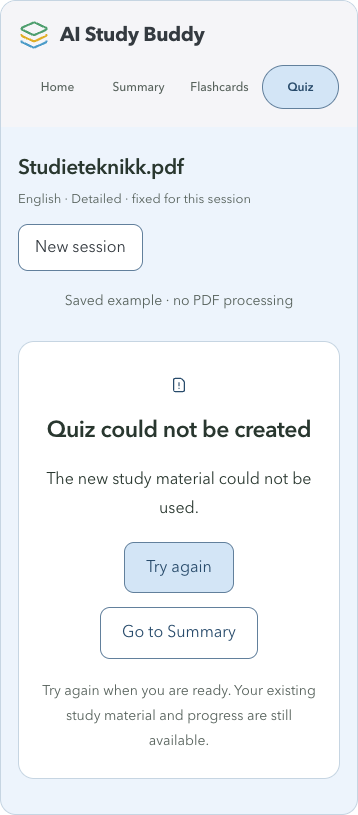 AI Study Buddy
Home Summary Flashcards Quiz
Studieteknikk.pdf
English · Detailed · fixed for this session
New session
Saved example · no PDF processing
Quiz could not be created
The new study material could not be
used.
Try again
Go to Summary
Try again when you are ready. Your existing
study material and progress are still
available.